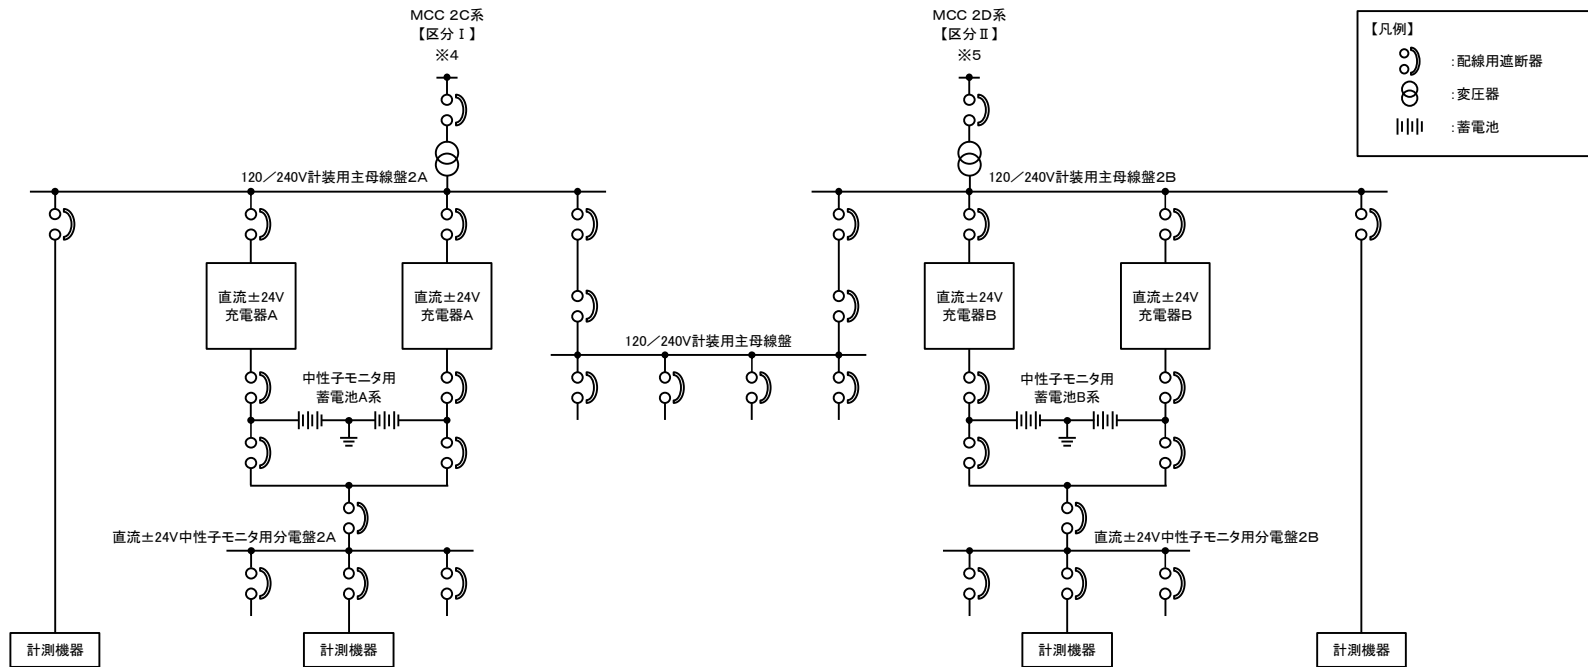 MCC 2C系
【区分Ⅰ】
※4
MCC 2D系
【区分Ⅱ】
※5
【凡例】
:配線用遮断器
:変圧器
:蓄電池
120／240V計装用主母線盤2A
120／240V計装用主母線盤2B
直流±24V
充電器A
直流±24V
充電器A
直流±24V
充電器B
直流±24V
充電器B
120／240V計装用主母線盤
中性子モニタ用
蓄電池A系
中性子モニタ用
蓄電池B系
直流±24V中性子モニタ用分電盤2A
直流±24V中性子モニタ用分電盤2B
計測機器
計測機器
計測機器
計測機器